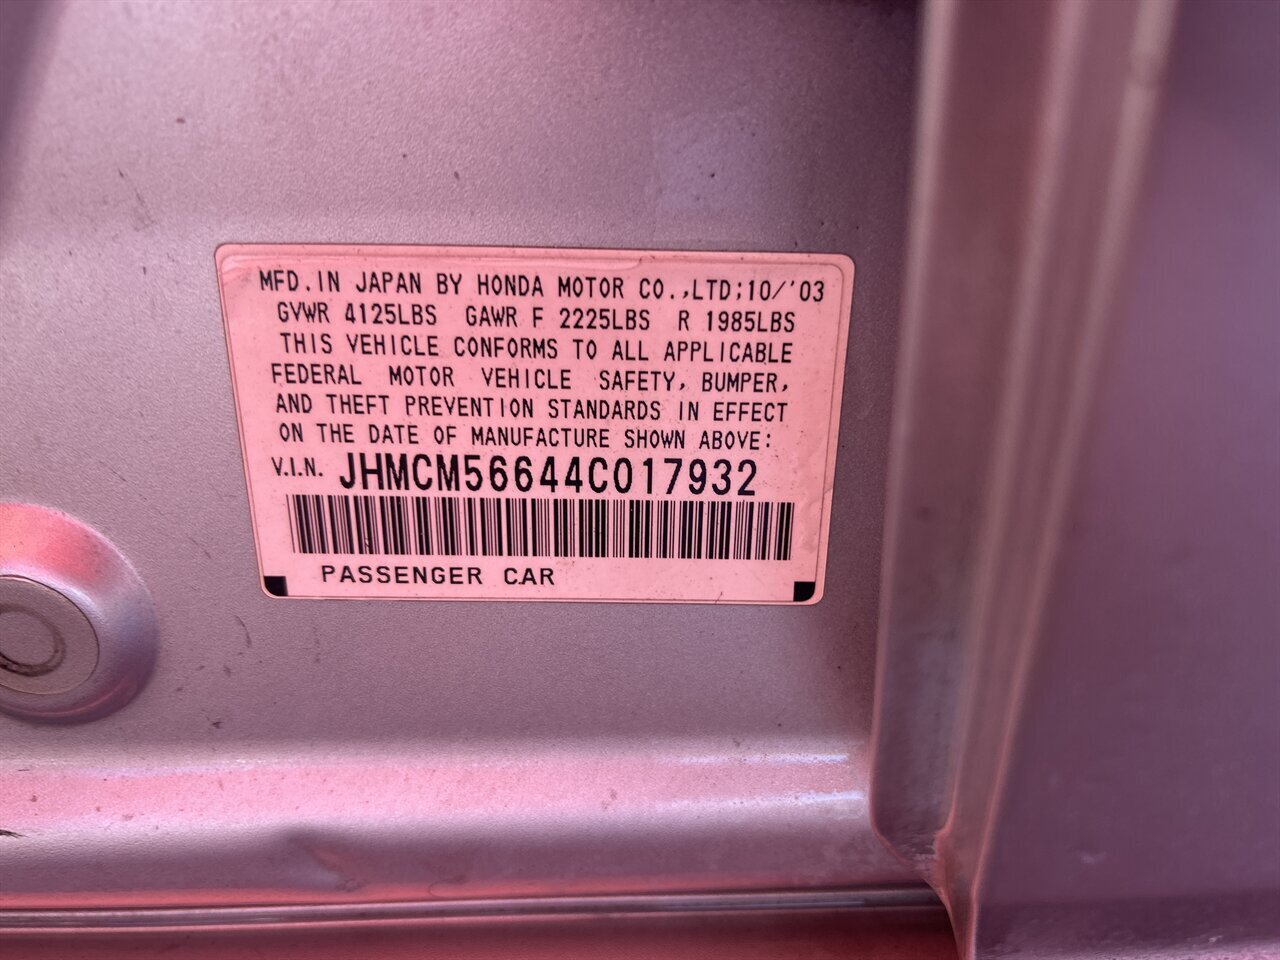 MFD.IN JAPAN BY HONDA MOTOR CO.,LTD;10/'03
GVWR 4125LBS GAWR F 2225LBS R 1985LBS
THIS VEHICLE CONFORMS TO ALL APPLICABLE
FEDERAL MOTOR VEHICLE SAFETY, BUMPER,
AND THEFT PREVENTION STANDARDS IN EFFECT
ON THE DATE OF MANUFACTURE SHOWN ABOVE:
V.I.N. JHMCM56644C017932
PASSENGER CAR